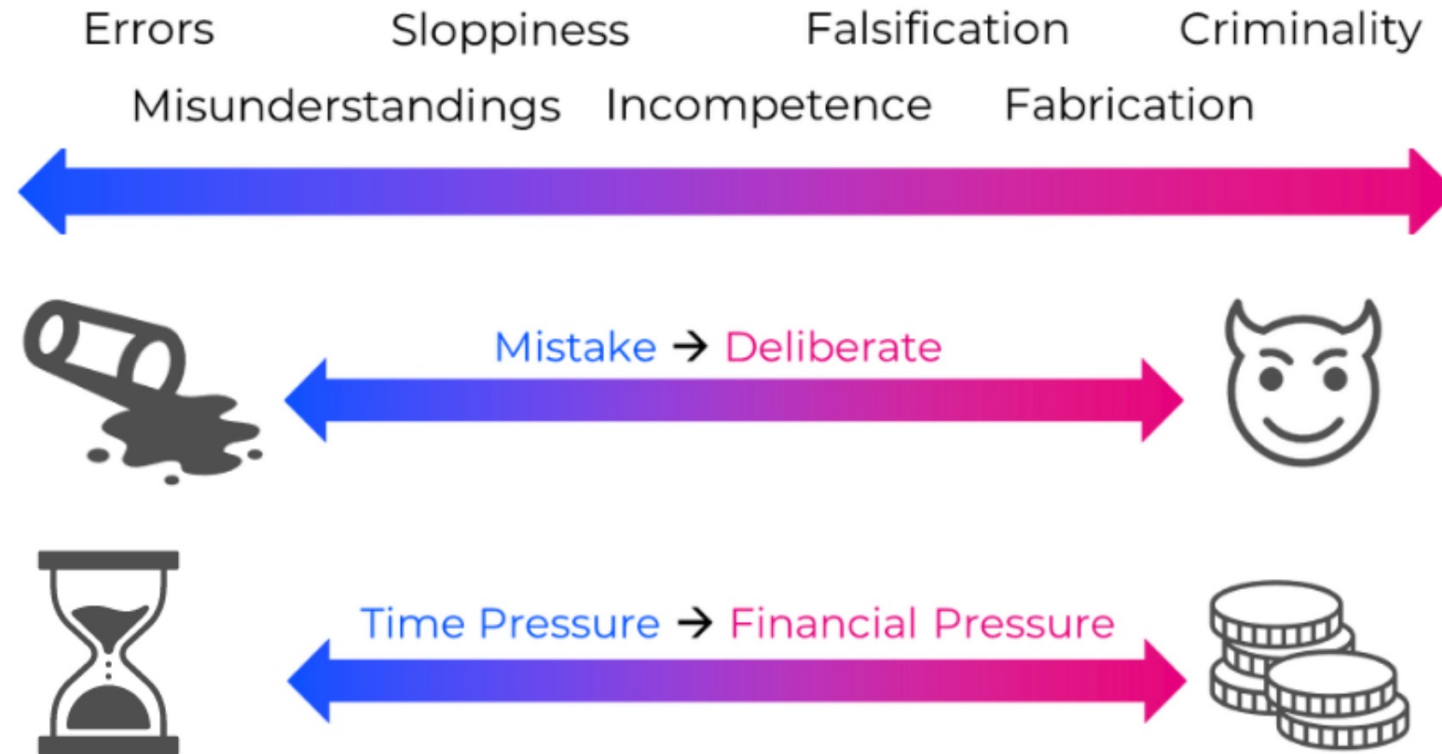 Errors Sloppiness Falsification Criminality
Misunderstandings Incompetence Fabrication
Mistake → Deliberate
Time Pressure → Financial Pressure